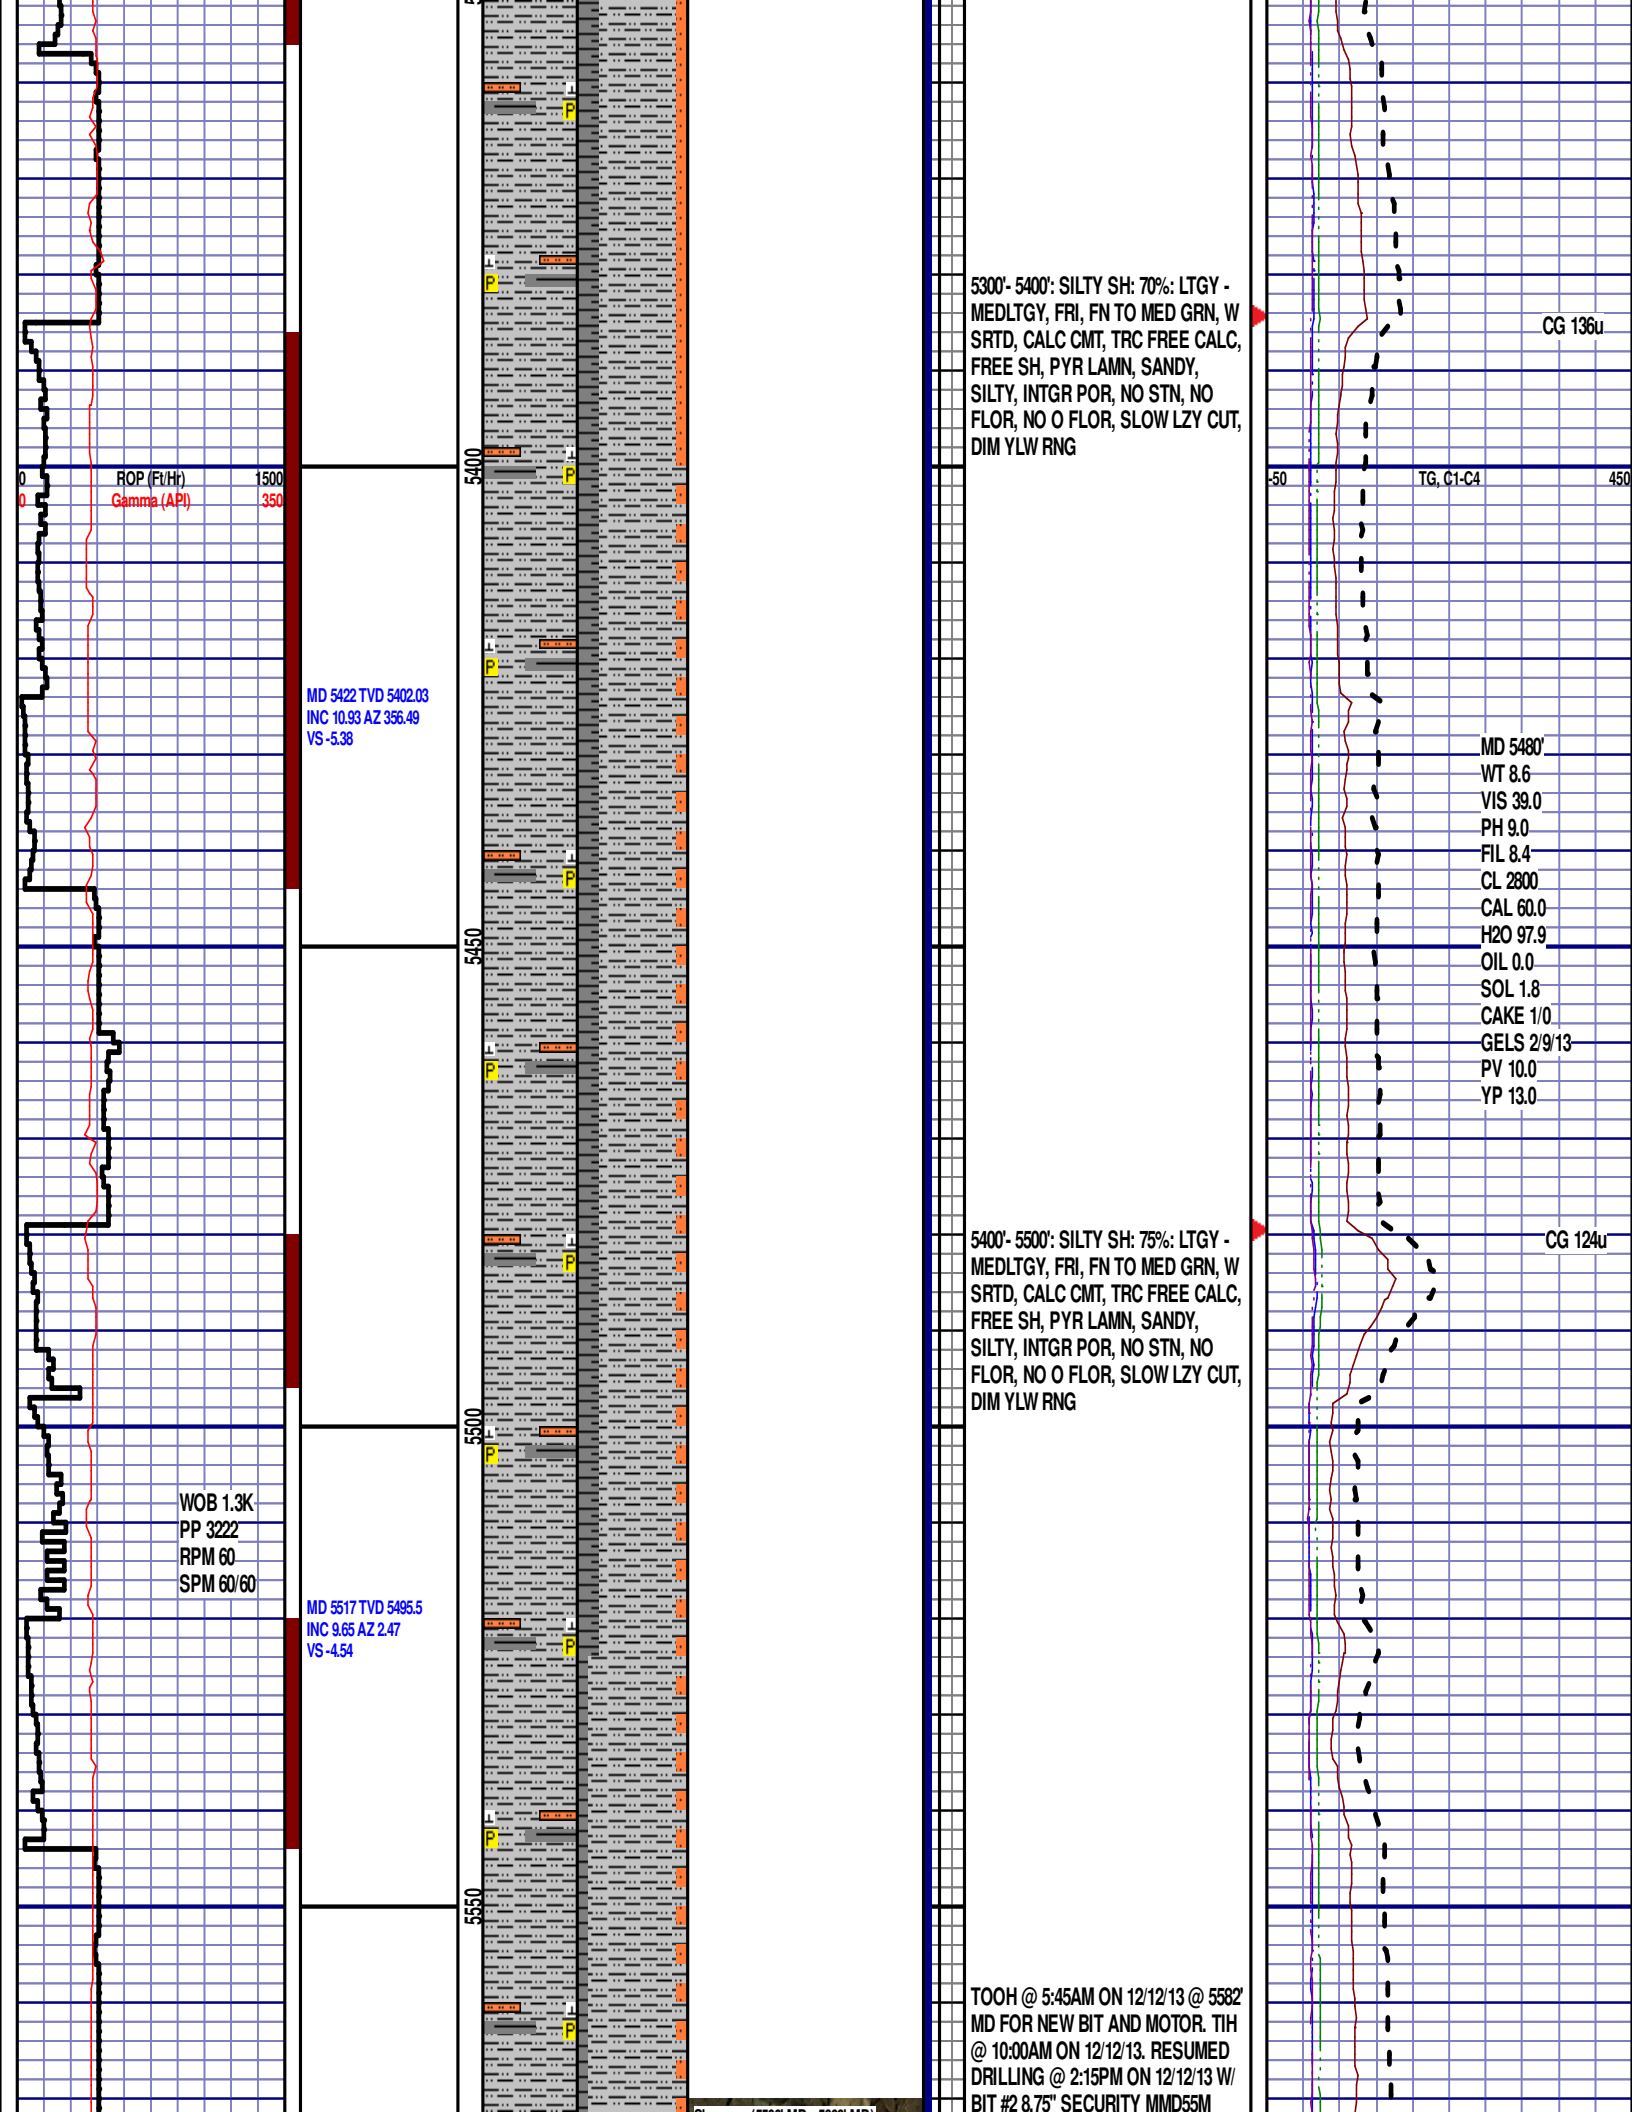 5300'- 5400': SILTY SH: 70%: LTGY -
MEDLTGY, FRI, FN TO MED GRN, W
SRTD, CALC CMT, TRC FREE CALC,
FREE SH, PYR LAMN, SANDY,
SILTY, INTGR POR, NO STN, NO
FLOR, NO O FLOR, SLOW LZY CUT,
DIM YLW RNG
CG 136u
5400
0 ROP (Ft/Hr) 1500
0 Gamma (API) 350
-50 TG, C1-C4 450
MD 5422 TVD 5402.03
INC 10.93 AZ 356.49
VS -5.38
MD 5480'
WT 8.6
VIS 39.0
PH 9.0
FIL 8.4
CL 2800
CAL 60.0
H2O 97.9
OIL 0.0
SOL 1.8
CAKE 1/0
GELS 2/9/13
PV 10.0
YP 13.0
5450
5400'- 5500': SILTY SH: 75%: LTGY -
MEDLTGY, FRI, FN TO MED GRN, W
SRTD, CALC CMT, TRC FREE CALC,
FREE SH, PYR LAMN, SANDY,
SILTY, INTGR POR, NO STN, NO
FLOR, NO O FLOR, SLOW LZY CUT,
DIM YLW RNG
CG 124u
5500
WOB 1.3K
PP 3222
RPM 60
SPM 60/60
MD 5517 TVD 5495.5
INC 9.65 AZ 2.47
VS -4.54
5550
TOOH @ 5:45AM ON 12/12/13 @ 5582'
MD FOR NEW BIT AND MOTOR. TIH
@ 10:00AM ON 12/12/13. RESUMED
DRILLING @ 2:15PM ON 12/12/13 W/
BIT #2 8.75" SECURITY MMD55M
P
P
P
P
P
P
P
P
P
P
P